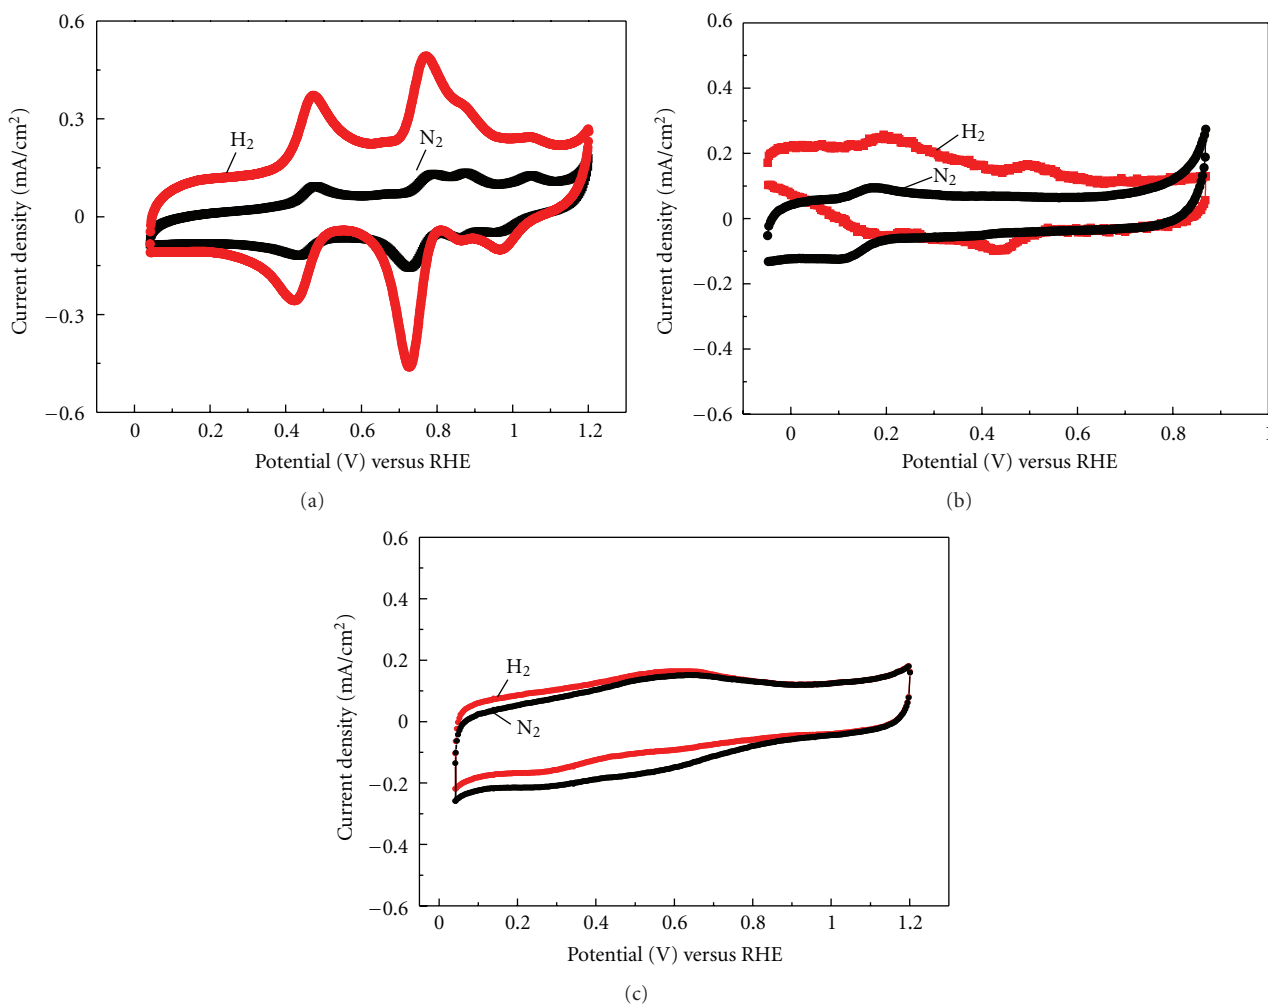 0.6
0.3
0
−0.3
−0.6
Current density (mA/cm²)
H₂
N₂
0 0.2 0.4 0.6 0.8 1 1.2
Potential (V) versus RHE
(a)
0.6
0.4
0.2
0
−0.2
−0.4
−0.6
Current density (mA/cm²)
H₂
N₂
0 0.2 0.4 0.6 0.8 1
Potential (V) versus RHE
(b)
0.6
0.4
0.2
0
−0.2
−0.4
−0.6
Current density (mA/cm²)
H₂
N₂
0 0.2 0.4 0.6 0.8 1 1.2
Potential (V) versus RHE
(c)